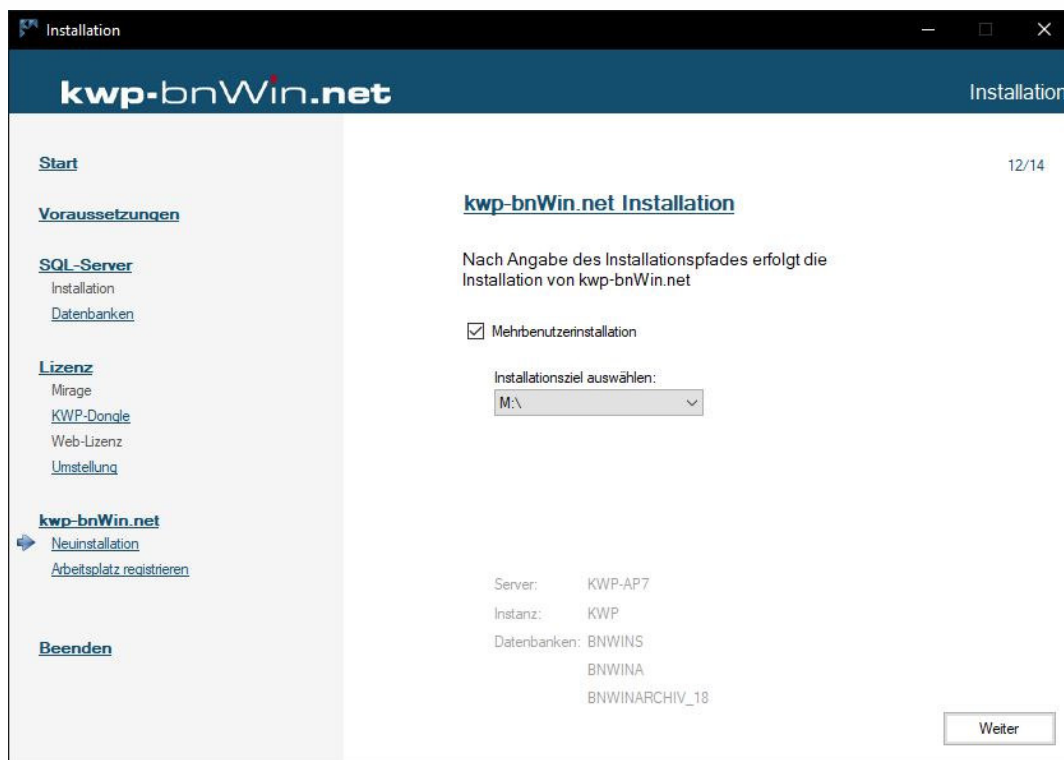 Installation
kwp-bnWin.net
Installation
Start
Voraussetzungen
SQL-Server
Installation
Datenbanken
Lizenz
Mirage
KWP-Dongle
Web-Lizenz
Umstellung
kwp-bnWin.net
Neuinstallation
Arbeitsplatz registrieren
Beenden
12/14
kwp-bnWin.net Installation
Nach Angabe des Installationspfades erfolgt die
Installation von kwp-bnWin.net
Mehrbenutzerinstallation
Installationsziel auswählen:
M:\
Server: KWP-AP7
Instanz: KWP
Datenbanken: BNWINS
BNWINA
BNWINARCHIV_18
Weiter